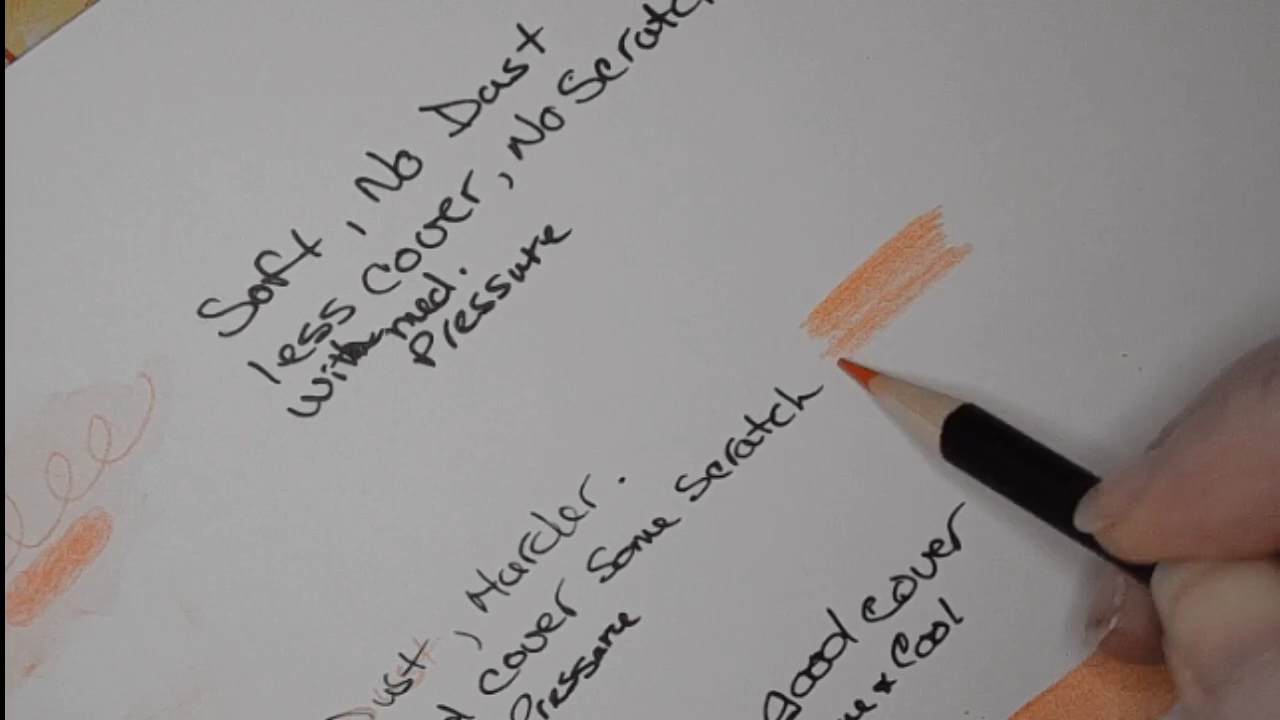 Soft, No Dust
less Cover, No Scratch
With med.
Pressure
Dust, Harder.
cover Some Scratch
Pressure
good cover
& Cool